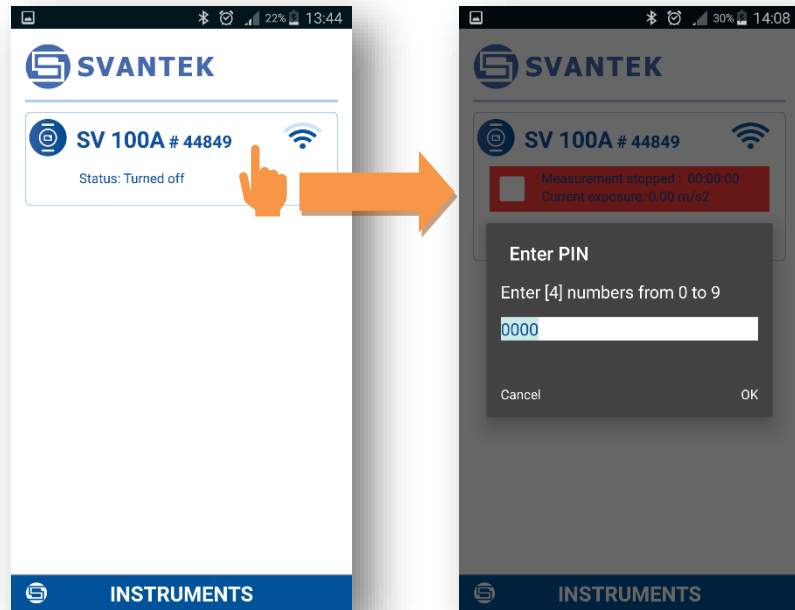 22% 13:44
SVANTEK
SV 100A # 44849
Status: Turned off
INSTRUMENTS
30% 14:08
SVANTEK
SV 100A # 44849
Measurement stopped : 00:00:00
Current exposure: 0.00 m/s2
Enter PIN
Enter [4] numbers from 0 to 9
0000
Cancel OK
INSTRUMENTS